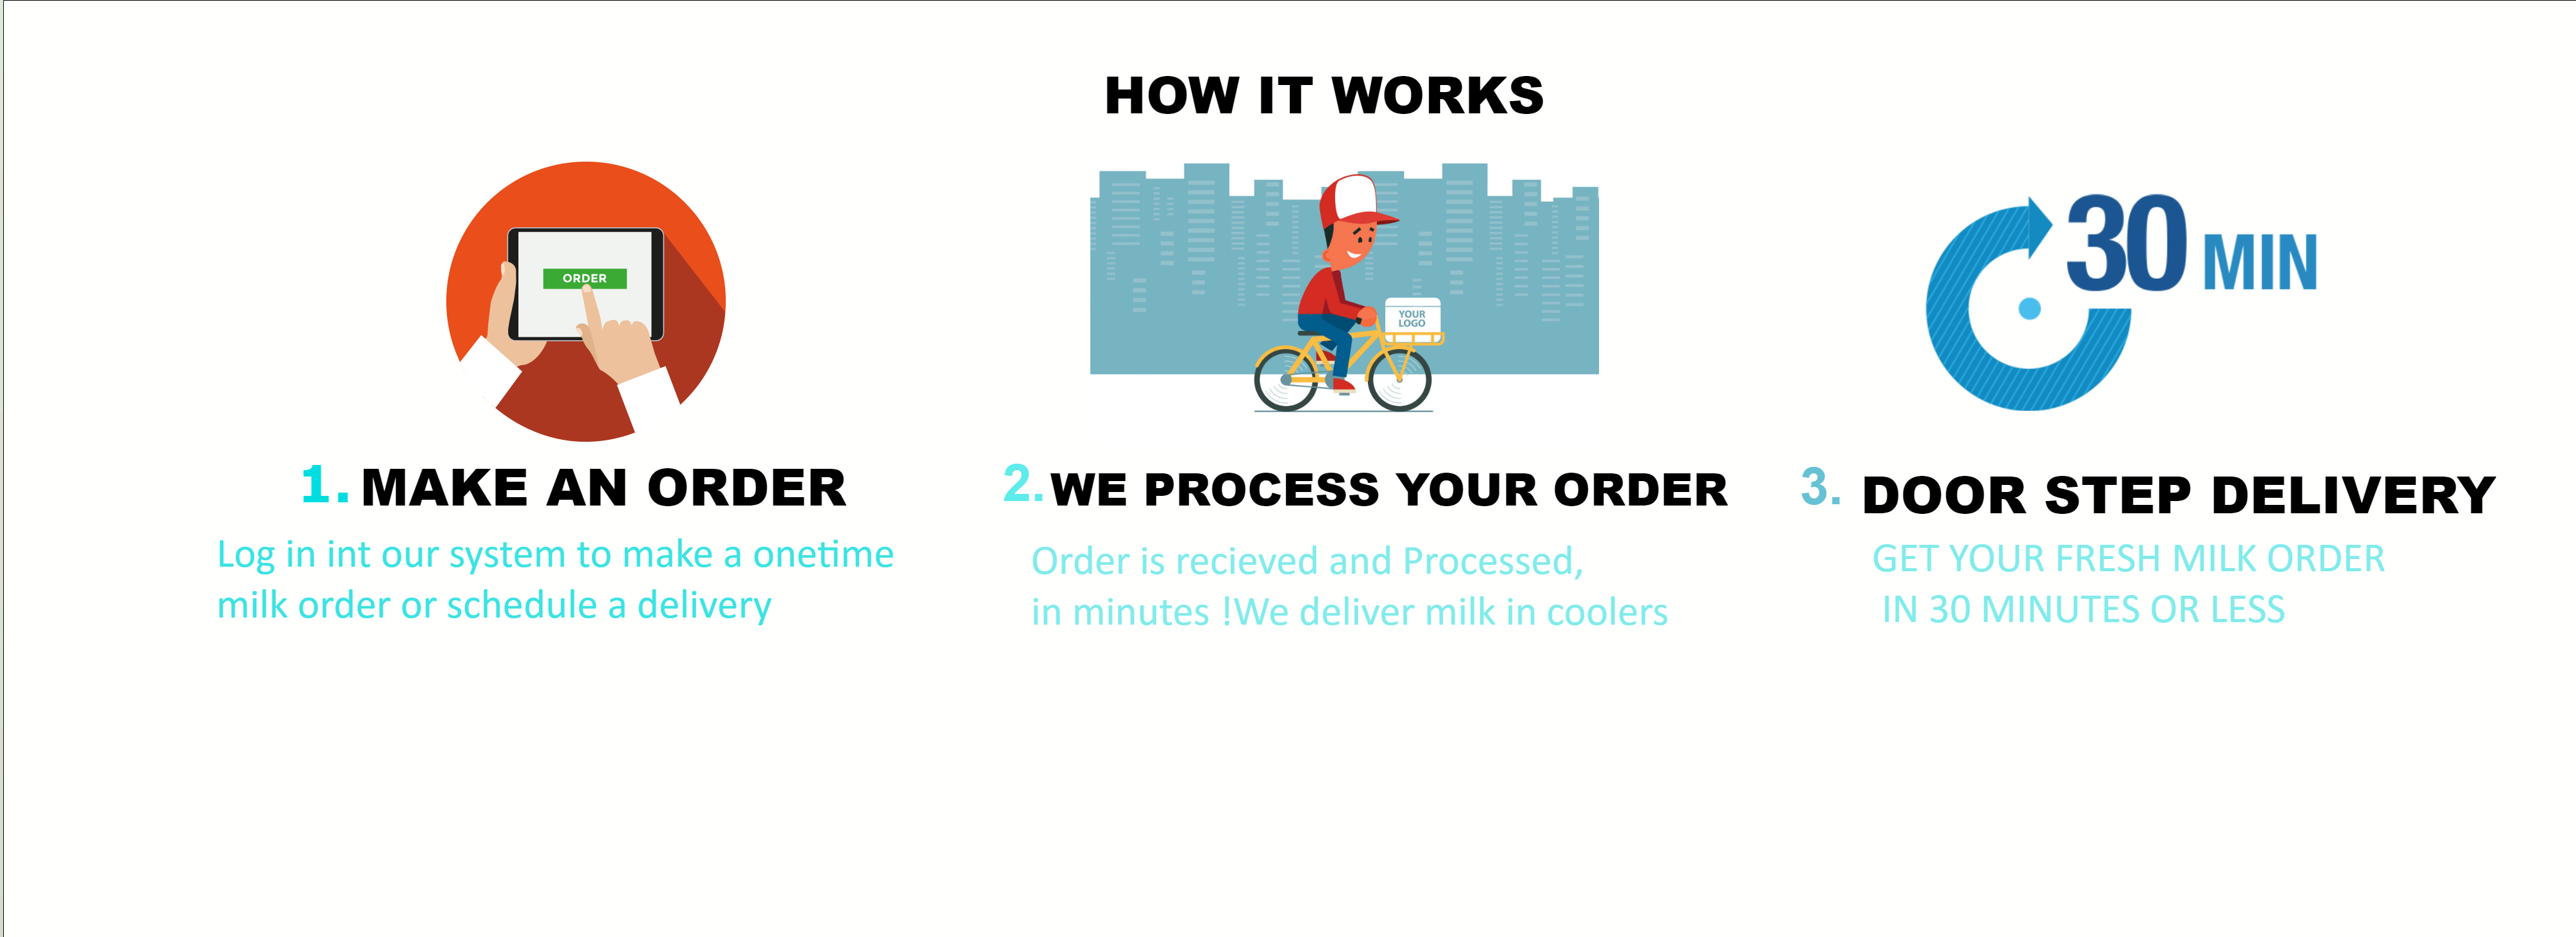 HOW IT WORKS
ORDER
YOUR
LOGO
30 MIN
1. MAKE AN ORDER
Log in int our system to make a onetime
milk order or schedule a delivery
2. WE PROCESS YOUR ORDER
Order is recieved and Processed,
in minutes !We deliver milk in coolers
3. DOOR STEP DELIVERY
GET YOUR FRESH MILK ORDER
IN 30 MINUTES OR LESS